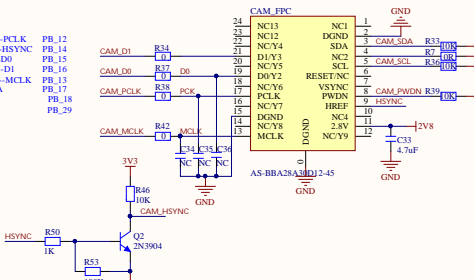 CAM_FPC
-PCLK PB_12
-HSYNC PB_14
D0 PB_15
-D1 PB_16
-MCLK PB_13
PB_17
PB_18
PB_29
CAM_D1 R34 0
CAM_D0 R37 0 D0
CAM_PCLK R38 0 PCK
CAM_MCLK R42 0 MCLK
24 NC13 NC1 1
23 NC12 DGND 2
22 NC/Y4 SDA 3
21 D1/Y3 NC2 4
20 NC/Y5 SCL 5
19 D0/Y2 RESET/NC 6
18 NC/Y6 VSYNC 7
17 PCLK PWDN 8
16 NC/Y7 HREF 9
15 DGND NC4 10
14 NC/Y8 2.8V 11
13 MCLK NC/Y9 12
DGND
0
GND
CAM_SDA R33 10K
R7 0R
CAM_SCL R36 10K
CAM_PWDN R39 10K
HSYNC
2V8
C33
4.7uF
GND
C34 C35 C36
NC NC NC
GND
AS-BBA28A30D12-45
GND
3V3
R46
10K
CAM_HSYNC
HSYNC R50
1K
Q2
2N3904
R53